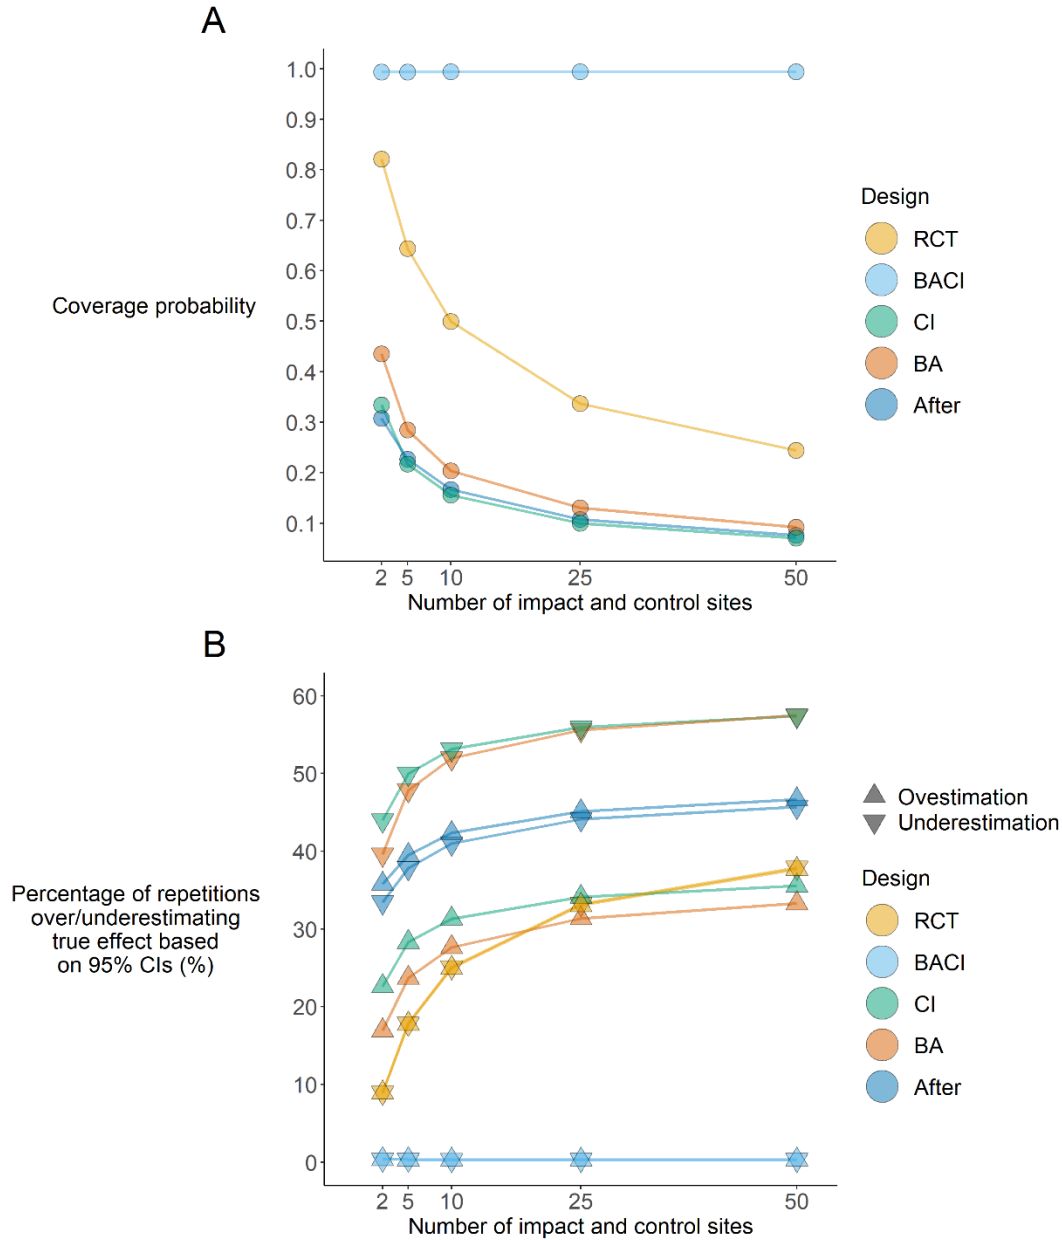 A
1.0
0.9
0.8
0.7
0.6
0.5
0.4
0.3
0.2
0.1
Coverage probability
2 5 10 25 50
Number of impact and control sites
Design
RCT
BACI
CI
BA
After
B
60
50
40
30
20
10
0
Percentage of repetitions
over/underestimating
true effect based
on 95% CIs (%)
2 5 10 25 50
Number of impact and control sites
Ovestimation
Underestimation
Design
RCT
BACI
CI
BA
After